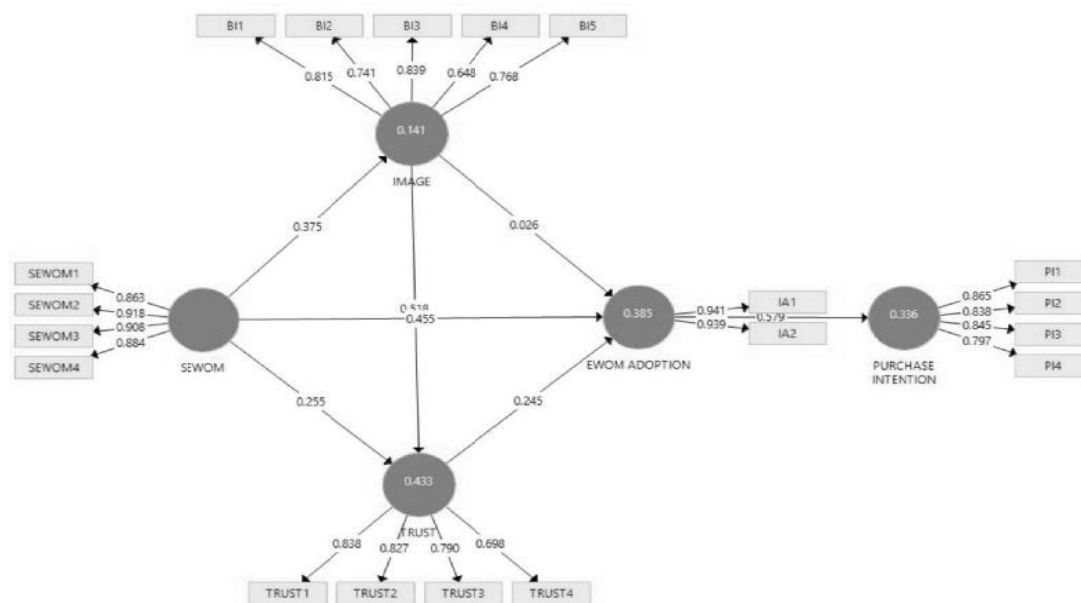 BI1 BI2 BI3 BI4 BI5
0.815 0.741 0.839 0.648 0.768
0.141
IMAGE
0.375
0.026
SEWOM1
SEWOM2
SEWOM3
SEWOM4
0.863
0.918
0.908
0.884
SEWOM
0.455
0.255
0.245
0.385
EWOM ADOPTION
0.941
0.939
IA1
IA2
0.579
0.336
PURCHASE
INTENTION
0.865
0.838
0.845
0.797
PI1
PI2
PI3
PI4
0.433
TRUST
0.838 0.827 0.790 0.698
TRUST1 TRUST2 TRUST3 TRUST4